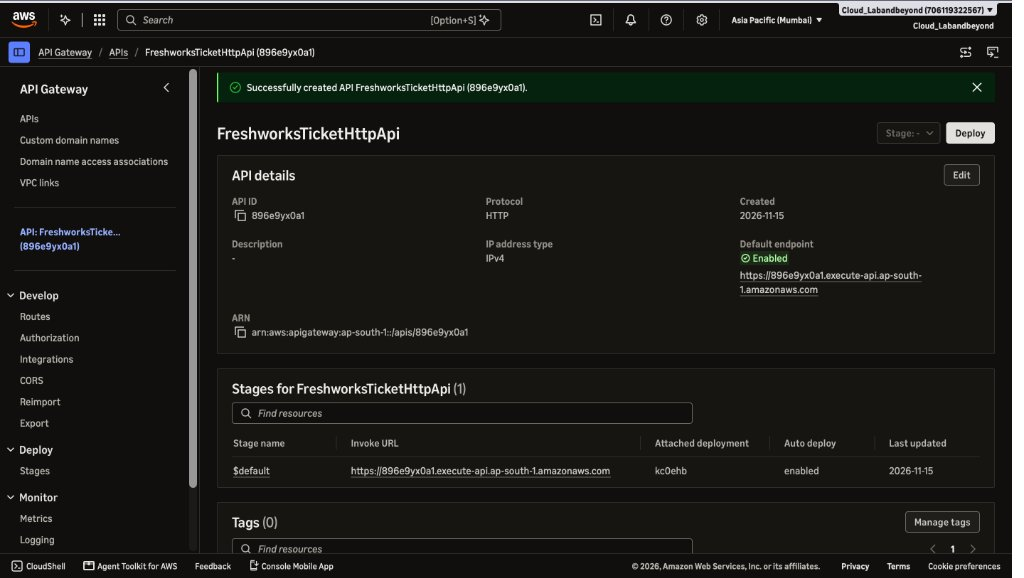 aws
Search
[Option+S]
Asia Pacific (Mumbai)
Cloud_Labandbeyond (706119322567)
Cloud_Labandbeyond
API Gateway / APIs / FreshworksTicketHttpApi (896e9yx0a1)
API Gateway
APIs
Custom domain names
Domain name access associations
VPC links
API: FreshworksTicke...
(896e9yx0a1)
Develop
Routes
Authorization
Integrations
CORS
Reimport
Export
Deploy
Stages
Monitor
Metrics
Logging
Successfully created API FreshworksTicketHttpApi (896e9yx0a1).
FreshworksTicketHttpApi
Stage: -
Deploy
API details
Edit
API ID
896e9yx0a1
Protocol
HTTP
Created
2026-11-15
Description
-
IP address type
IPv4
Default endpoint
Enabled
https://896e9yx0a1.execute-api.ap-south-
1.amazonaws.com
ARN
arn:aws:apigateway:ap-south-1::/apis/896e9yx0a1
Stages for FreshworksTicketHttpApi (1)
Find resources
Stage name Invoke URL Attached deployment Auto deploy Last updated
$default https://896e9yx0a1.execute-api.ap-south-1.amazonaws.com kc0ehb enabled 2026-11-15
Tags (0)
Manage tags
Find resources
1
CloudShell Agent Toolkit for AWS Feedback Console Mobile App © 2026, Amazon Web Services, Inc. or its affiliates. Privacy Terms Cookie preferences